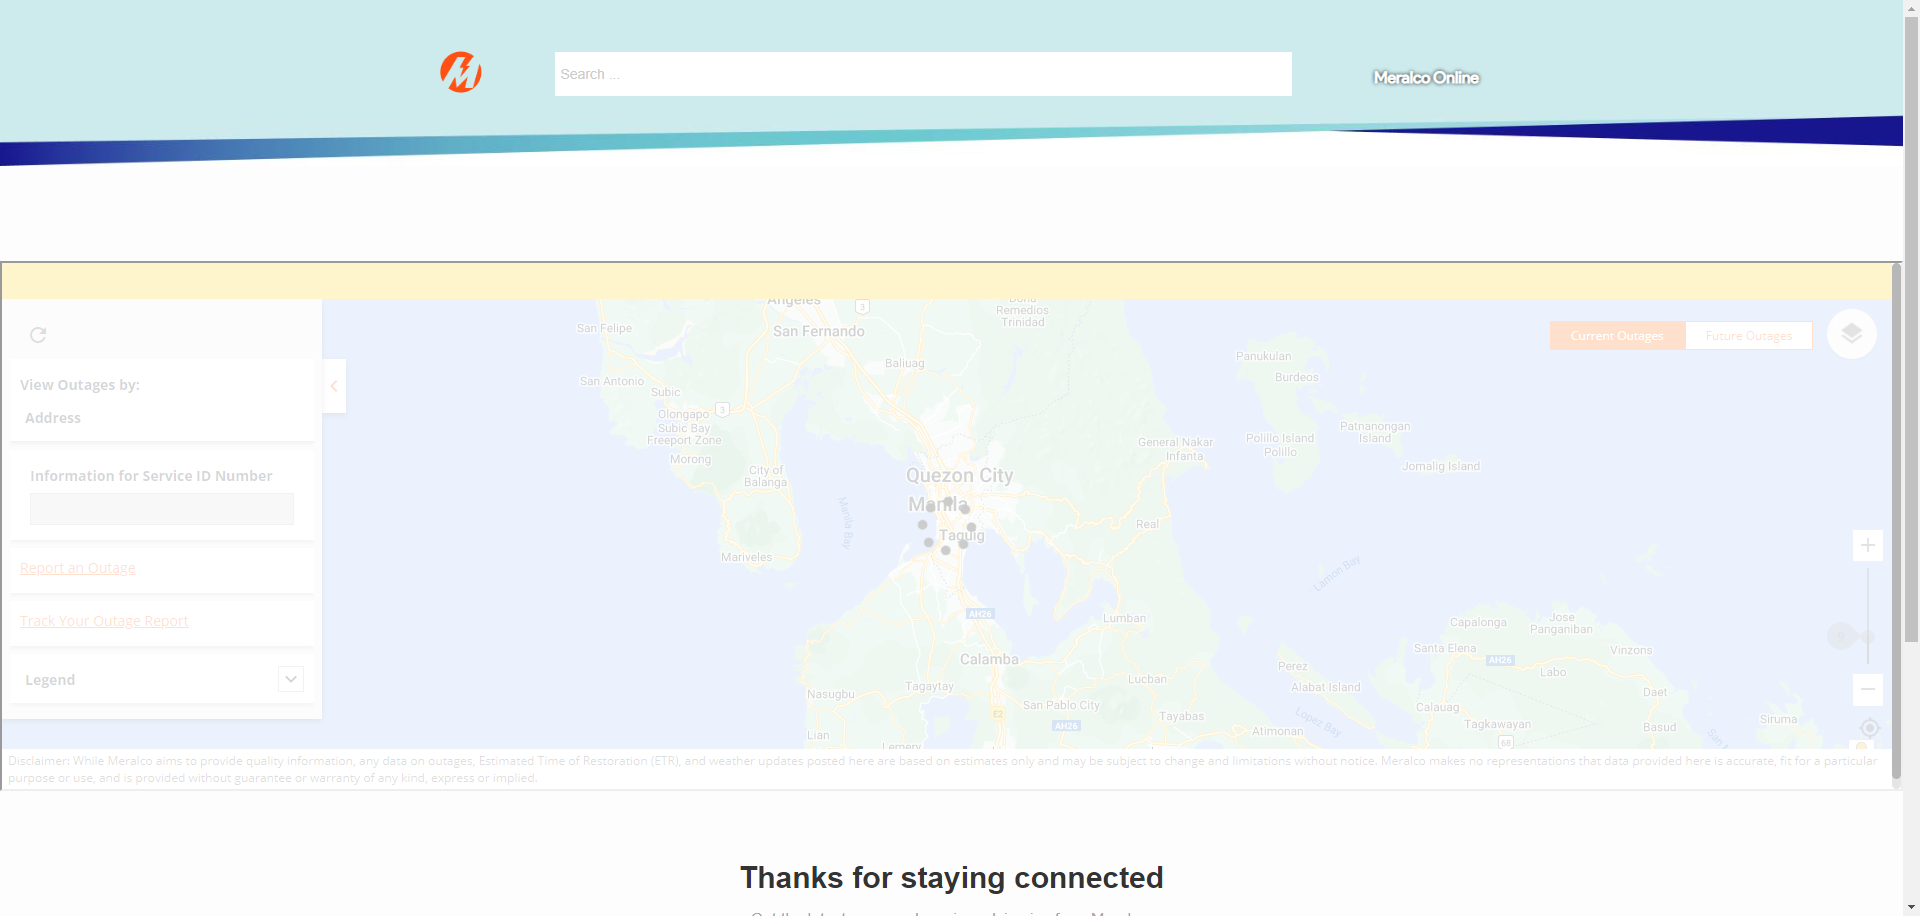 Search ...
Meralco Online
Current Outages
Future Outages
View Outages by:
Address
Information for Service ID Number
Report an Outage
Track Your Outage Report
Legend
Angeles
3
San Felipe
San Fernando
Remedios
Trinidad
Baliuag
Panukulan
Burdeos
San Antonio
Subic
Olongapo
3
Subic Bay
Freeport Zone
Morong
City of
Balanga
Manila Bay
Mariveles
Quezon City
Manila
Taguig
General Nakar
Infanta
Real
Polillo Island
Polillo
Patnanongan
Island
Jomalig Island
Lamon Bay
AH26
Lumban
Calamba
Capalonga
Jose
Panganiban
Santa Elena
AH26
Vinzons
Labo
Perez
Alabat Island
Lucban
Tagaytay
Nasugbu
E2
San Pablo City
AH26
Tayabas
Lopez Bay
Calauag
Tagkawayan
Daet
Basud
Siruma
Atimonan
68
Lian
Lemery
Disclaimer: While Meralco aims to provide quality information, any data on outages, Estimated Time of Restoration (ETR), and weather updates posted here are based on estimates only and may be subject to change and limitations without notice. Meralco makes no representations that data provided here is accurate, fit for a particular
purpose or use, and is provided without guarantee or warranty of any kind, express or implied.
Thanks for staying connected